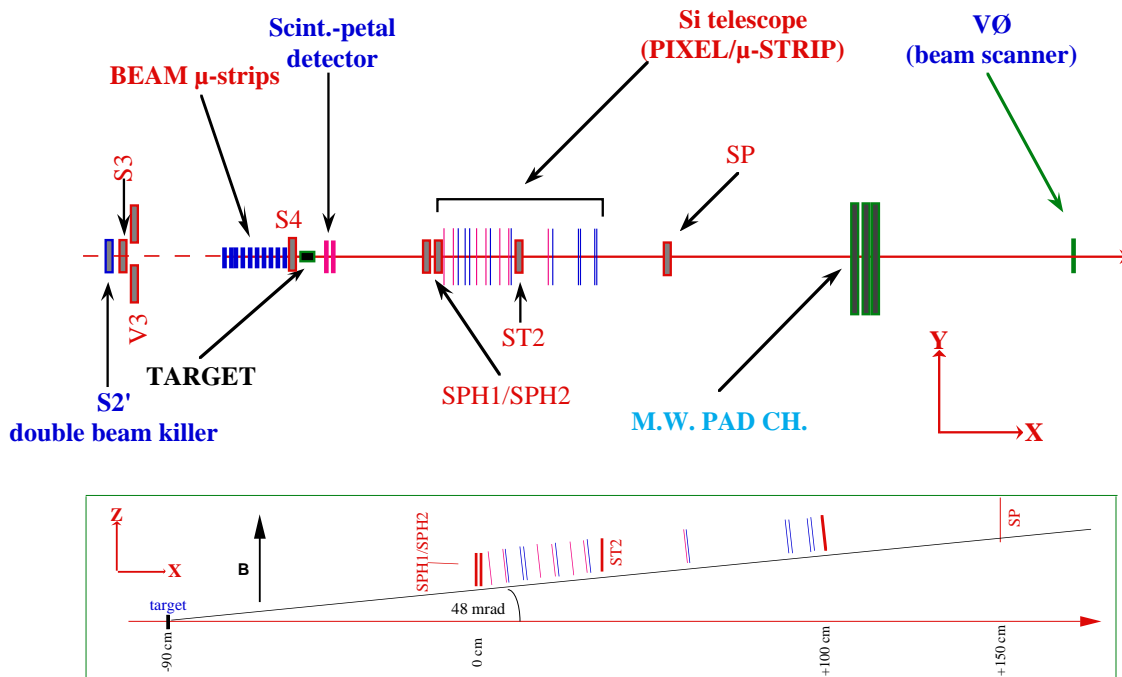 Scint.-petal
detector
Si telescope
(PIXEL/µ-STRIP)
VØ
(beam scanner)
BEAM µ-strips
SP
S3
S4
V3
ST2
TARGET
SPH1/SPH2
S2'
double beam killer
M.W. PAD CH.
Y
X
Z
X
B
SPH1/SPH2
ST2
SP
target
48 mrad
-90 cm
0 cm
+100 cm
+150 cm